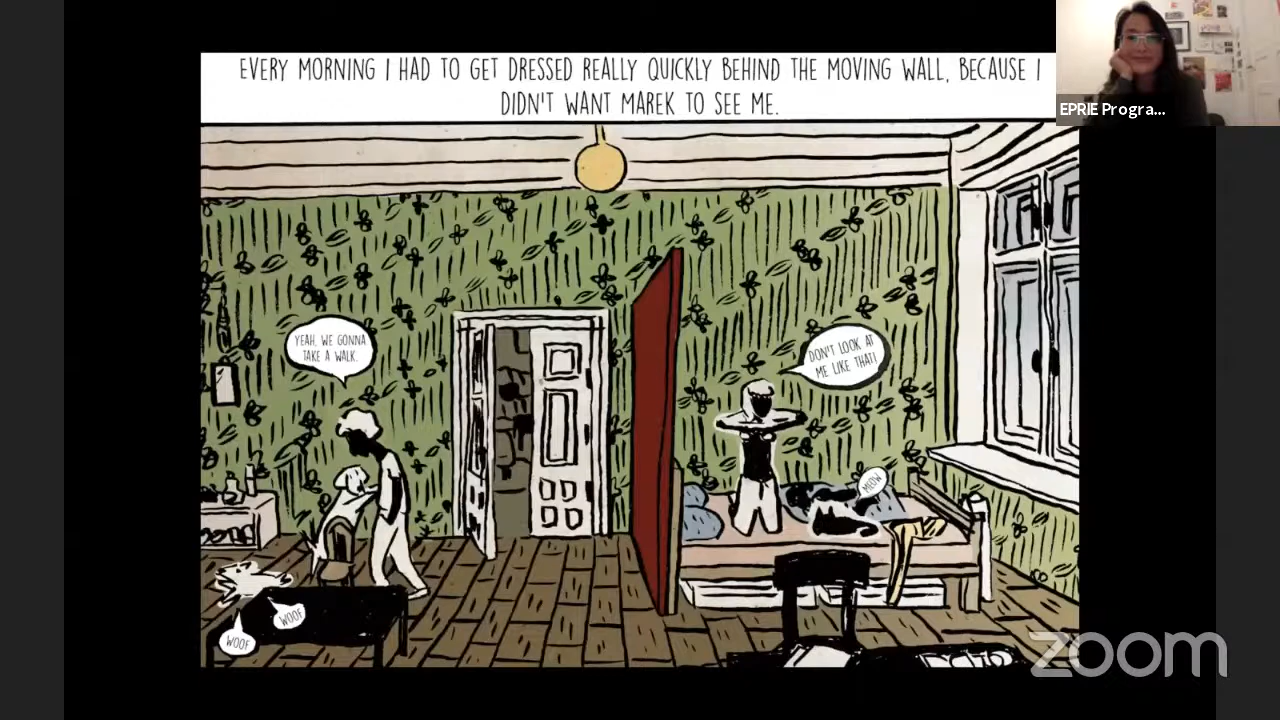 EVERY MORNING I HAD TO GET DRESSED REALLY QUICKLY BEHIND THE MOVING WALL, BECAUSE I
DIDN'T WANT MAREK TO SEE ME.
EPRIE Progra...
YEAH, WE GONNA
TAKE A WALK.
DON'T LOOK AT
ME LIKE THAT!
MEOW
WOOF
WOOF
zoom